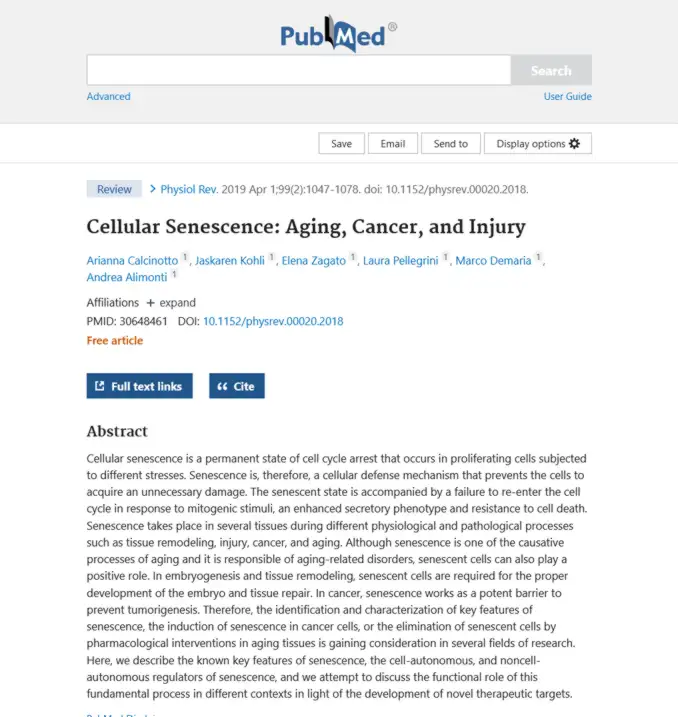 PubMed®
Search
Advanced
User Guide
Save
Email
Send to
Display options
Review
Physiol Rev. 2019 Apr 1;99(2):1047-1078. doi: 10.1152/physrev.00020.2018.
Cellular Senescence: Aging, Cancer, and Injury
Arianna Calcinotto 1, Jaskaren Kohli 1, Elena Zagato 1, Laura Pellegrini 1, Marco Demaria 1,
Andrea Alimonti 1
Affiliations + expand
PMID: 30648461 DOI: 10.1152/physrev.00020.2018
Free article
Full text links
Cite
Abstract
Cellular senescence is a permanent state of cell cycle arrest that occurs in proliferating cells subjected
to different stresses. Senescence is, therefore, a cellular defense mechanism that prevents the cells to
acquire an unnecessary damage. The senescent state is accompanied by a failure to re-enter the cell
cycle in response to mitogenic stimuli, an enhanced secretory phenotype and resistance to cell death.
Senescence takes place in several tissues during different physiological and pathological processes
such as tissue remodeling, injury, cancer, and aging. Although senescence is one of the causative
processes of aging and it is responsible of aging-related disorders, senescent cells can also play a
positive role. In embryogenesis and tissue remodeling, senescent cells are required for the proper
development of the embryo and tissue repair. In cancer, senescence works as a potent barrier to
prevent tumorigenesis. Therefore, the identification and characterization of key features of
senescence, the induction of senescence in cancer cells, or the elimination of senescent cells by
pharmacological interventions in aging tissues is gaining consideration in several fields of research.
Here, we describe the known key features of senescence, the cell-autonomous, and noncell-
autonomous regulators of senescence, and we attempt to discuss the functional role of this
fundamental process in different contexts in light of the development of novel therapeutic targets.